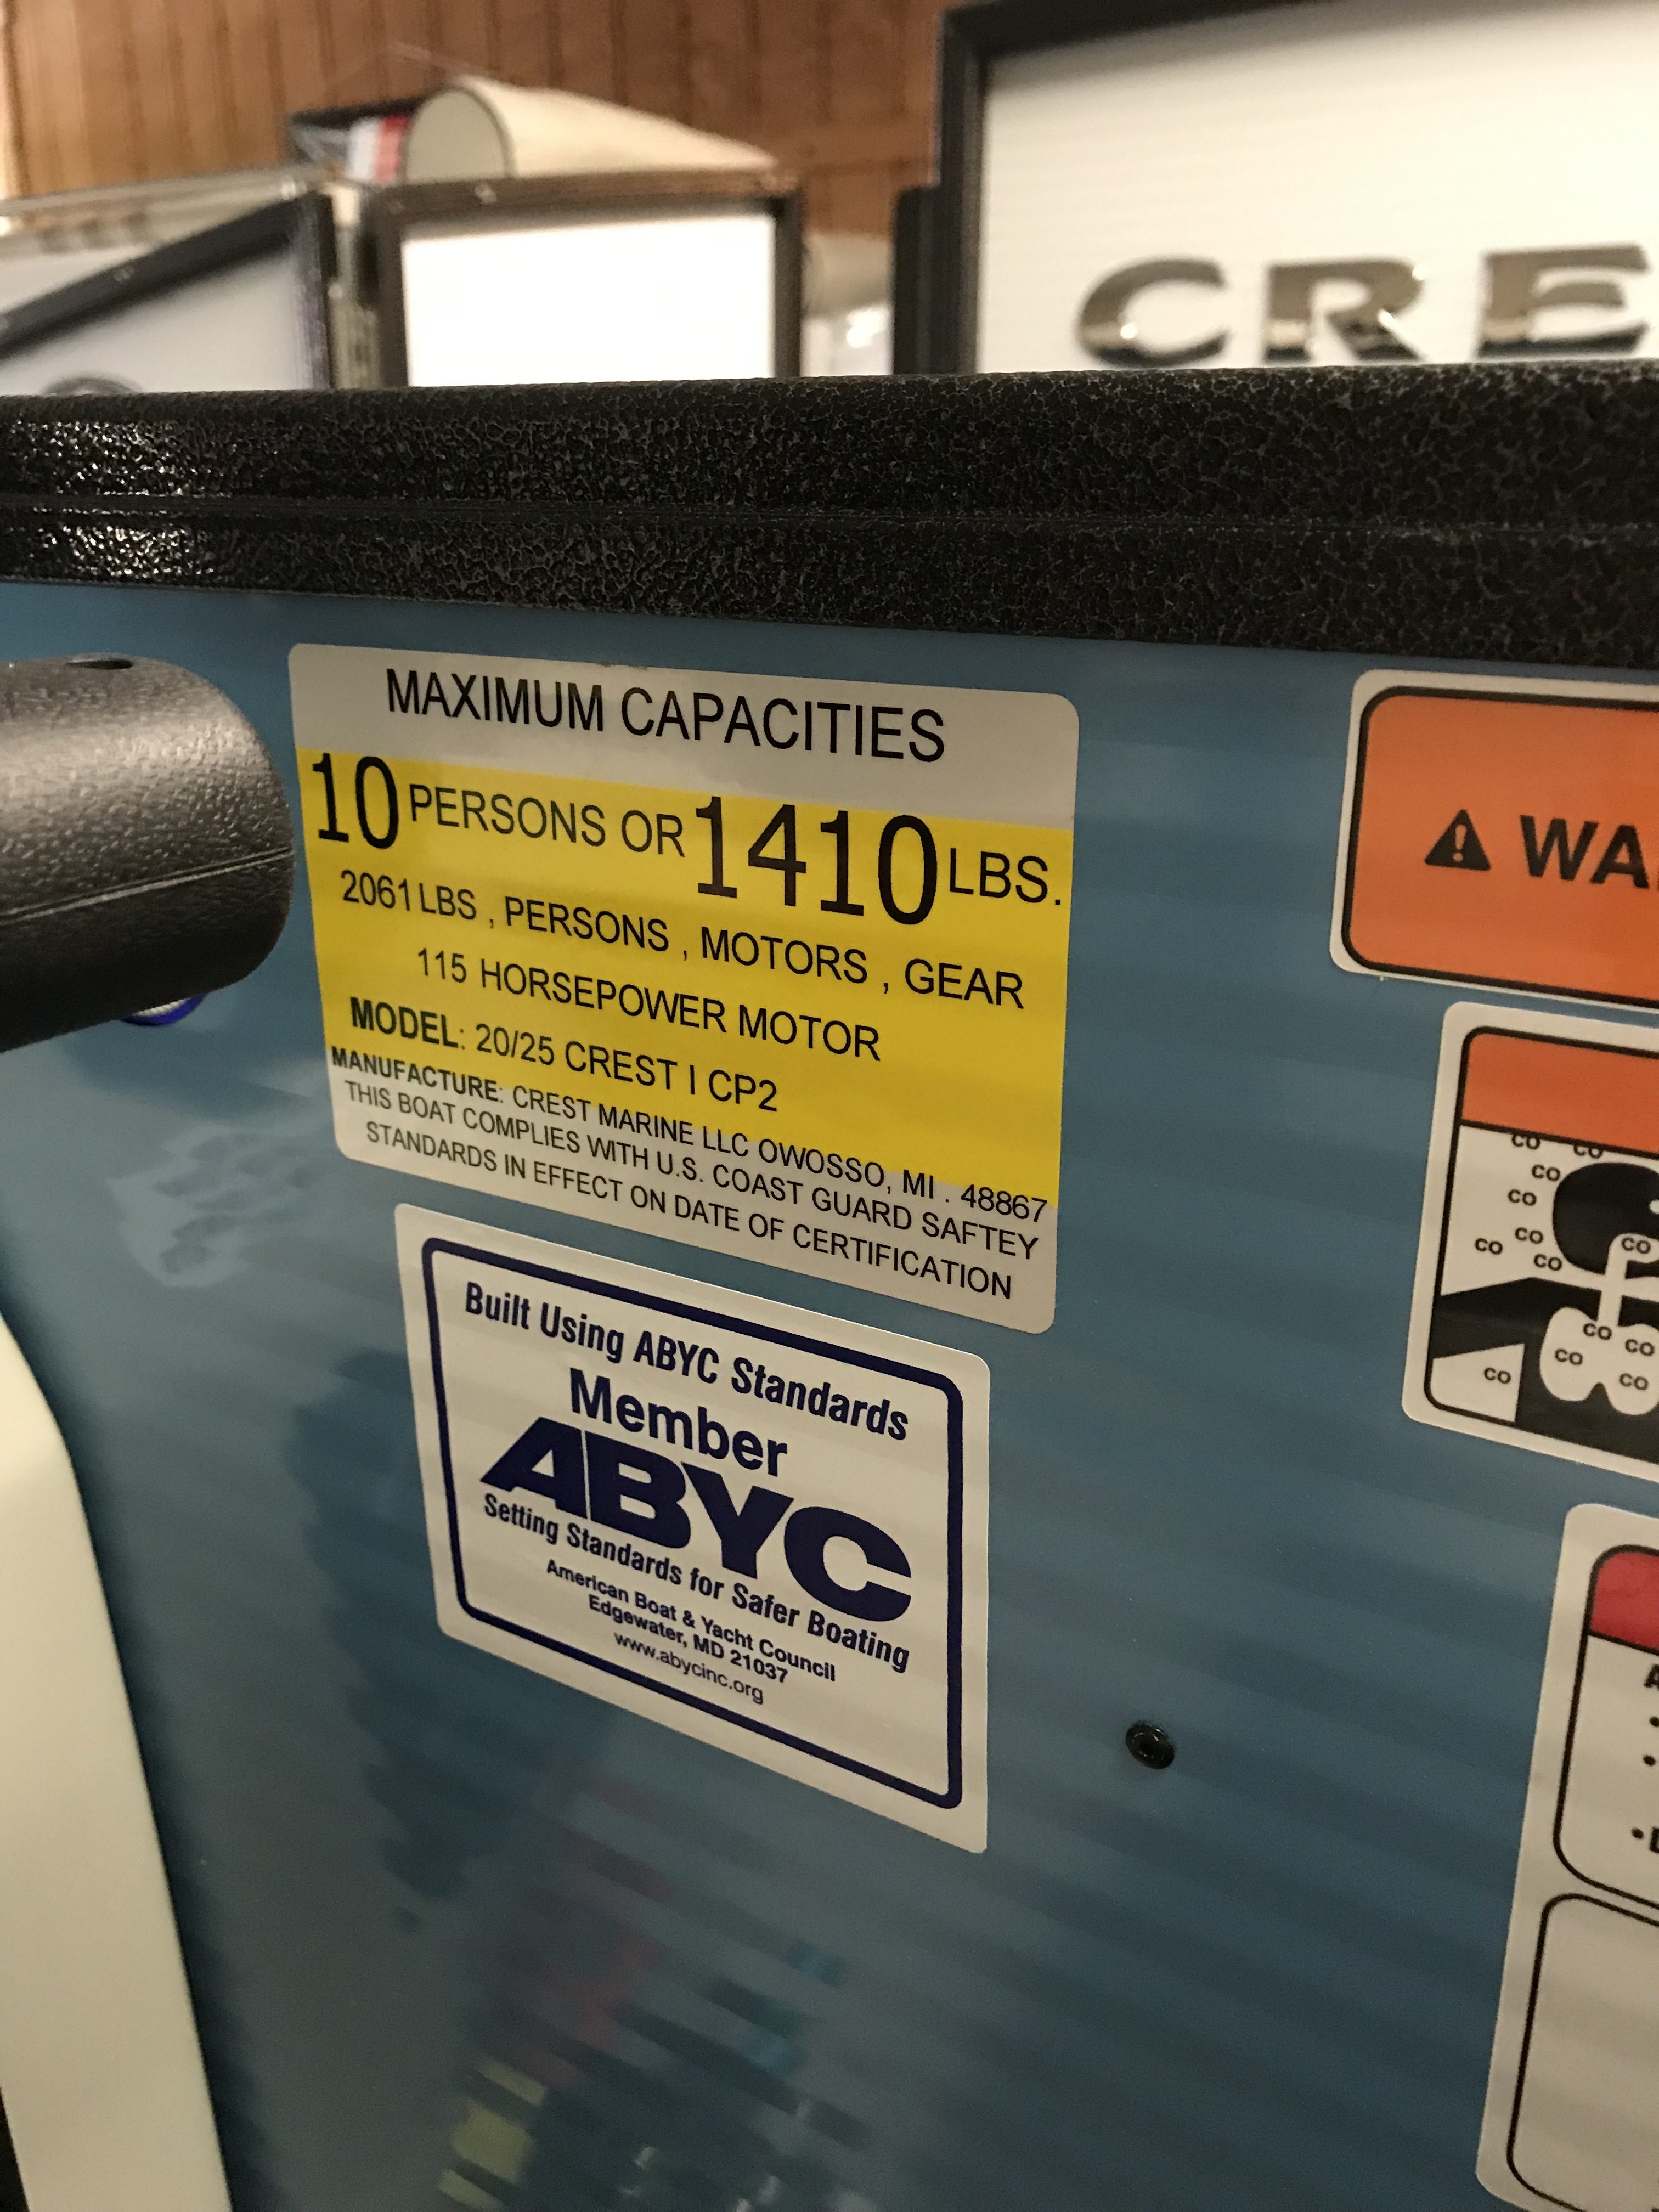 CRE
MAXIMUM CAPACITIES
10 PERSONS OR 1410 LBS.
2061 LBS , PERSONS , MOTORS , GEAR
115 HORSEPOWER MOTOR
MODEL: 20/25 CREST I CP2
MANUFACTURE: CREST MARINE LLC OWOSSO, MI . 48867
THIS BOAT COMPLIES WITH U.S. COAST GUARD SAFTEY
STANDARDS IN EFFECT ON DATE OF CERTIFICATION
Built Using ABYC Standards
Member
ABYC
Setting Standards for Safer Boating
American Boat & Yacht Council
Edgewater, MD 21037
www.abycinc.org
WA
CO CO
CO
CO
CO
CO CO
CO
CO CO
CO CO
CO